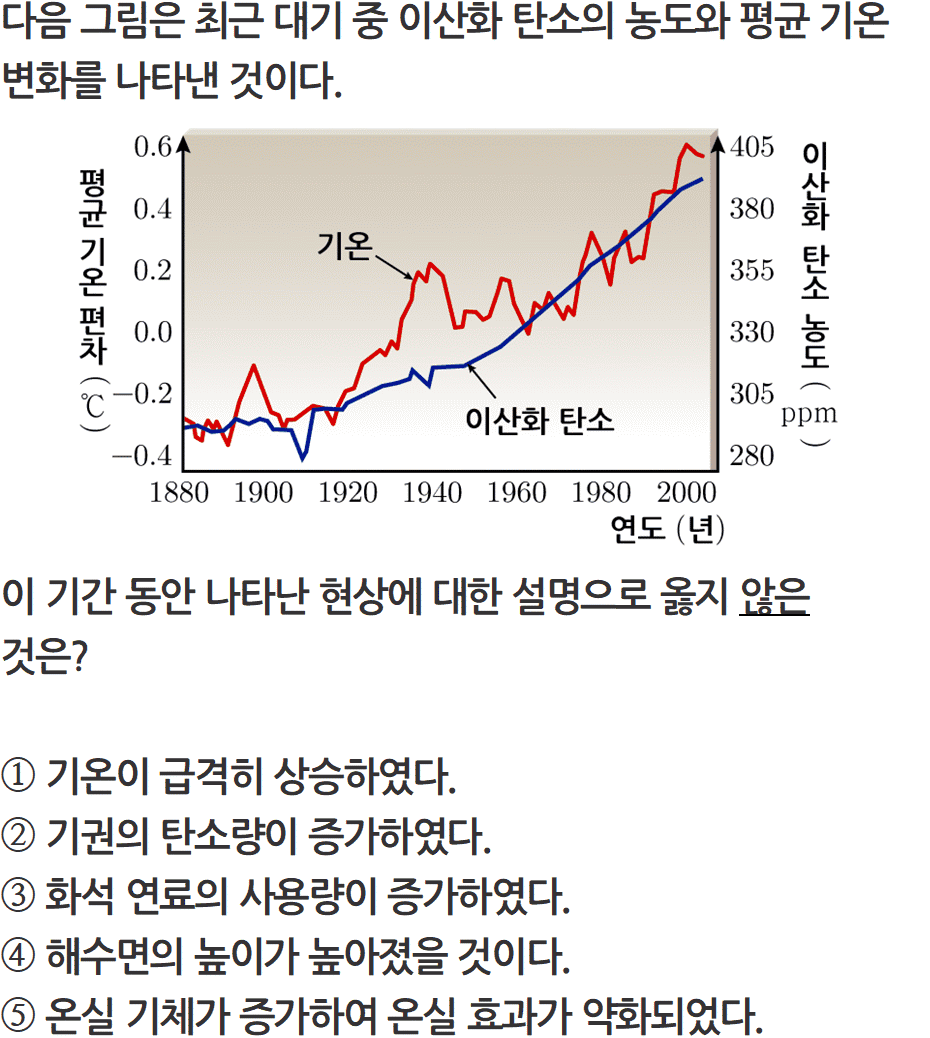 다음 그림은 최근 대기 중 이산화 탄소의 농도와 평균 기온
변화를 나타낸 것이다.
평균 기온 편차 (℃)
0.6
0.4
0.2
0.0
−0.2
−0.4
기온
이산화 탄소
405
380
355
330
305
280
이산화 탄소 농도 (ppm)
1880 1900 1920 1940 1960 1980 2000
연도 (년)
이 기간 동안 나타난 현상에 대한 설명으로 옳지 않은
것은?
① 기온이 급격히 상승하였다.
② 기권의 탄소량이 증가하였다.
③ 화석 연료의 사용량이 증가하였다.
④ 해수면의 높이가 높아졌을 것이다.
⑤ 온실 기체가 증가하여 온실 효과가 약화되었다.